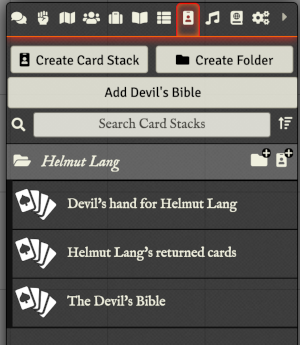 Create Card Stack
Create Folder
Add Devil's Bible
Search Card Stacks
Helmut Lang
Devil's hand for Helmut Lang
Helmut Lang's returned cards
The Devil's Bible